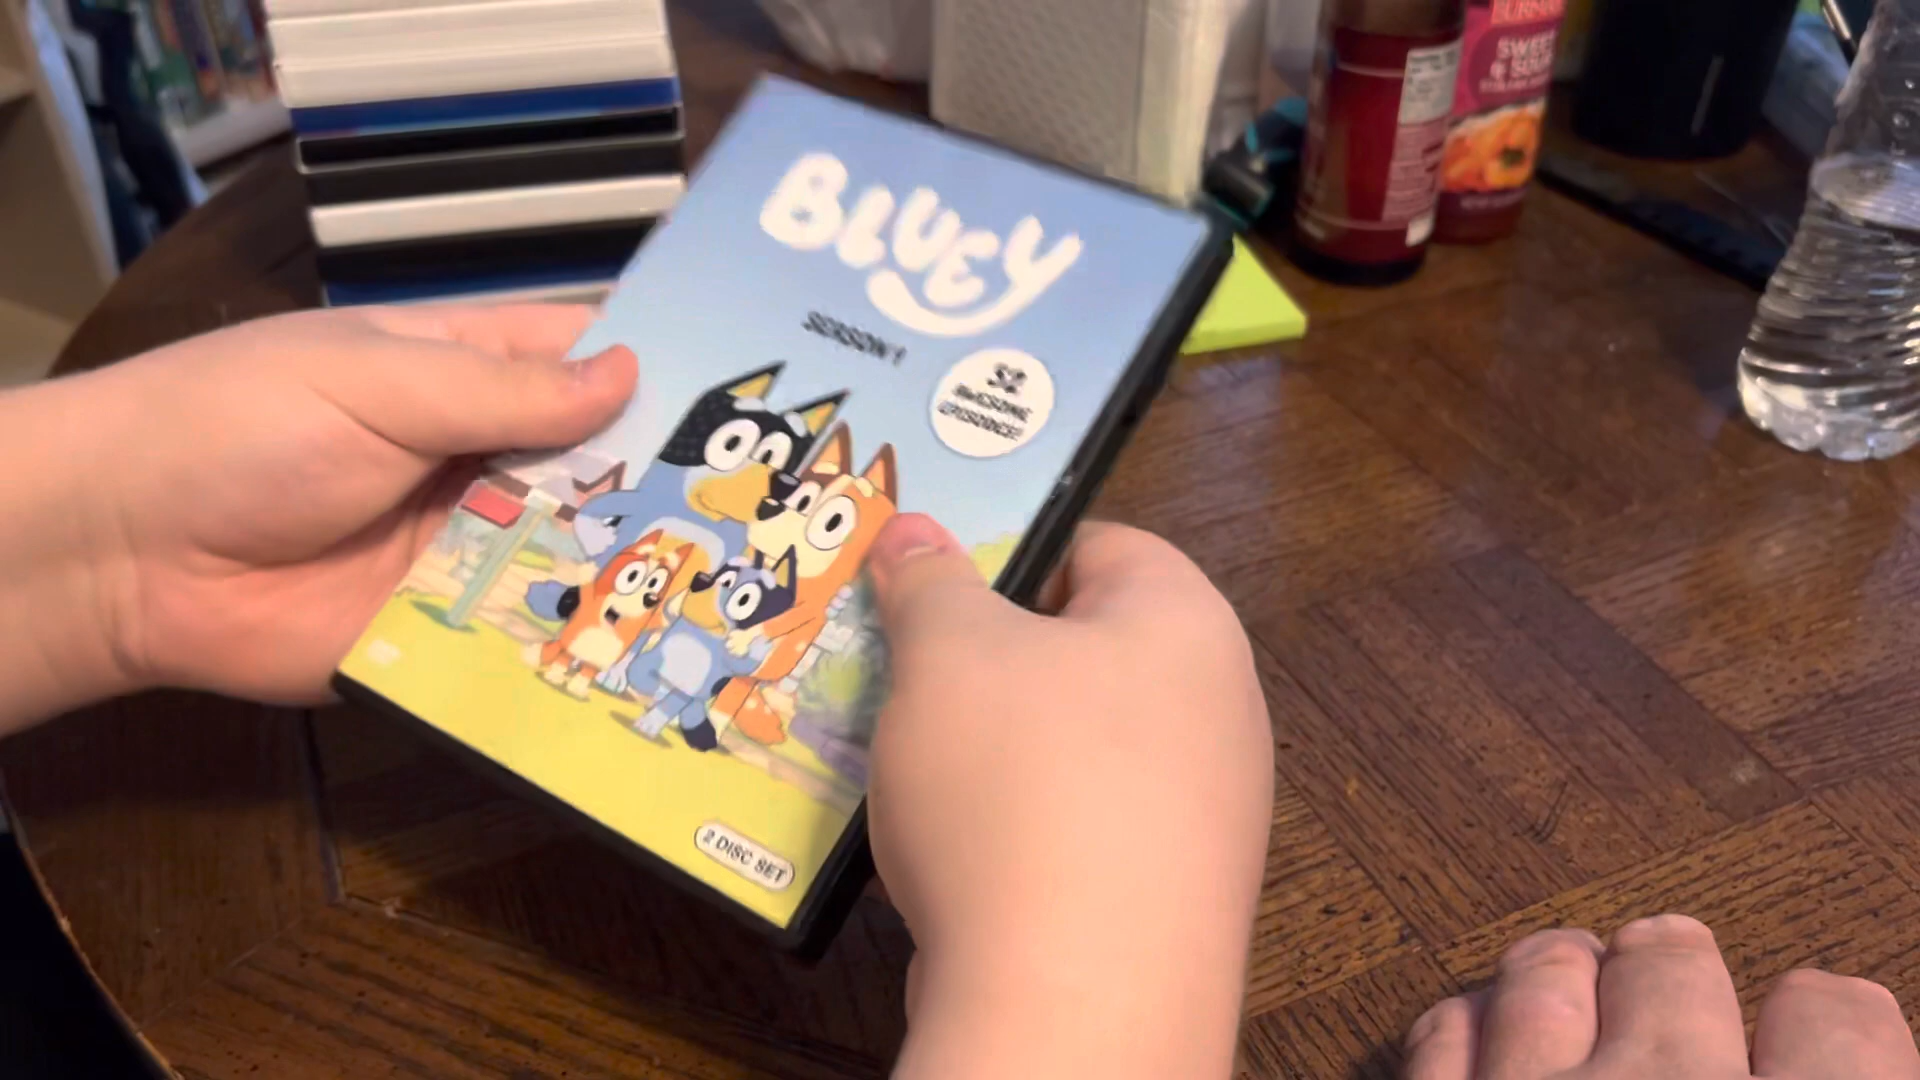 BLUEY
SEASON 1
52
AWESOME
EPISODES!
2 DISC SET
SWEET
& SOUR